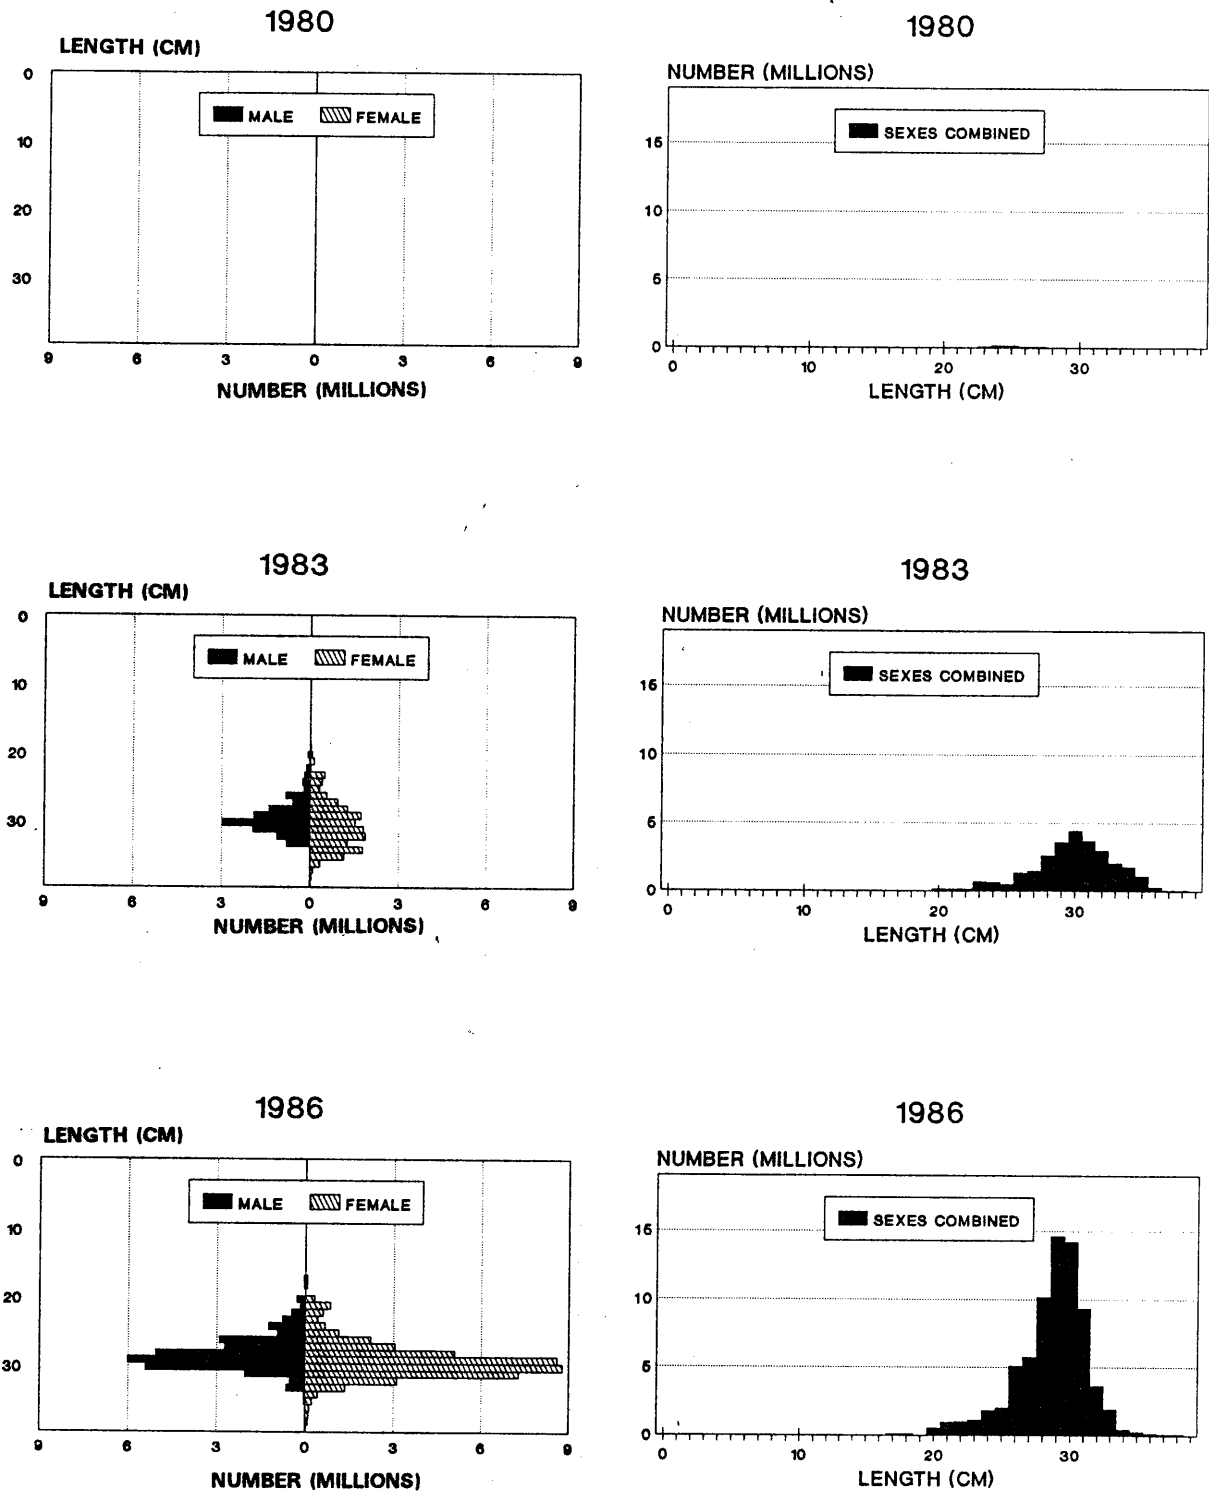 1980
LENGTH (CM)
MALE FEMALE
0
10
20
30
9 6 3 0 3 6 9
NUMBER (MILLIONS)
1980
NUMBER (MILLIONS)
SEXES COMBINED
15
10
5
0
0 10 20 30
LENGTH (CM)
1983
LENGTH (CM)
MALE FEMALE
0
10
20
30
9 6 3 0 3 6 9
NUMBER (MILLIONS)
1983
NUMBER (MILLIONS)
SEXES COMBINED
15
10
5
0
0 10 20 30
LENGTH (CM)
1986
LENGTH (CM)
MALE FEMALE
0
10
20
30
9 6 3 0 3 6 9
NUMBER (MILLIONS)
1986
NUMBER (MILLIONS)
SEXES COMBINED
15
10
5
0
0 10 20 30
LENGTH (CM)